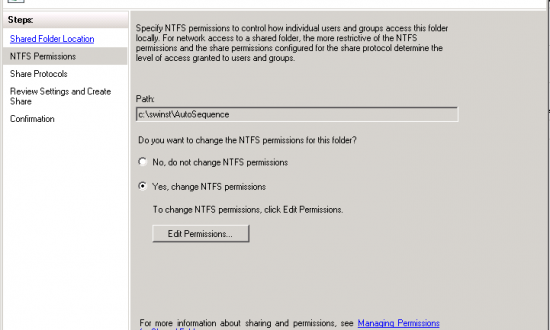 Steps:
Shared Folder Location
NTFS Permissions
Share Protocols
Review Settings and Create
Share
Confirmation
Specify NTFS permissions to control how individual users and groups access this folder
locally. For network access to a shared folder, the more restrictive of the NTFS
permissions and the share permissions configured for the share protocol determine the
level of access granted to users and groups.
Path:
c:\swinst\AutoSequence
Do you want to change the NTFS permissions for this folder?
No, do not change NTFS permissions
Yes, change NTFS permissions
To change NTFS permissions, click Edit Permissions.
Edit Permissions...
For more information about sharing and permissions, see Managing Permissions